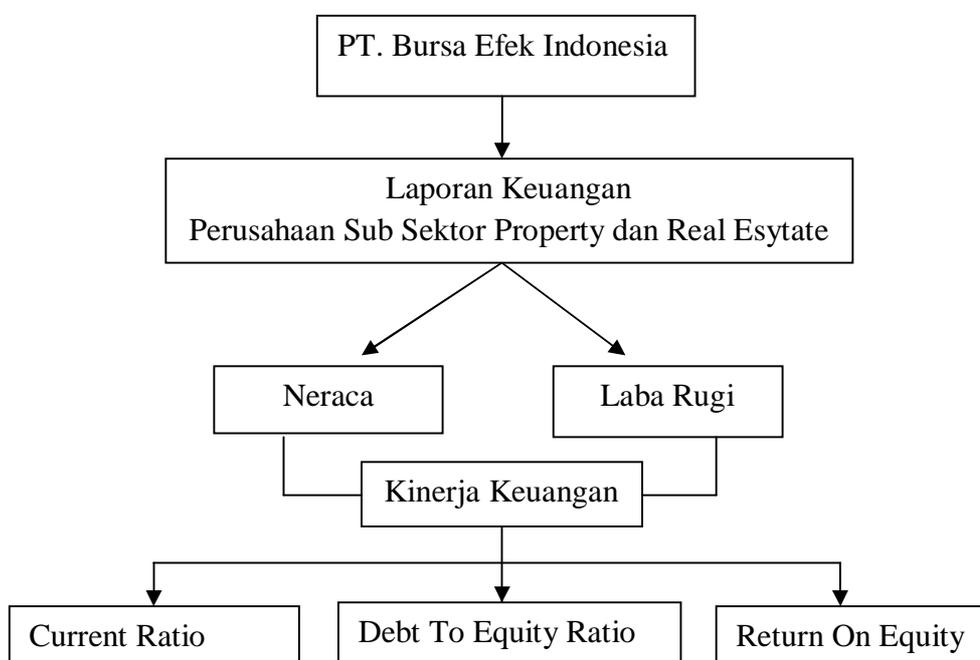 PT. Bursa Efek Indonesia
Laporan Keuangan
Perusahaan Sub Sektor Property dan Real Esytate
Neraca
Laba Rugi
Kinerja Keuangan
Current Ratio
Debt To Equity Ratio
Return On Equity